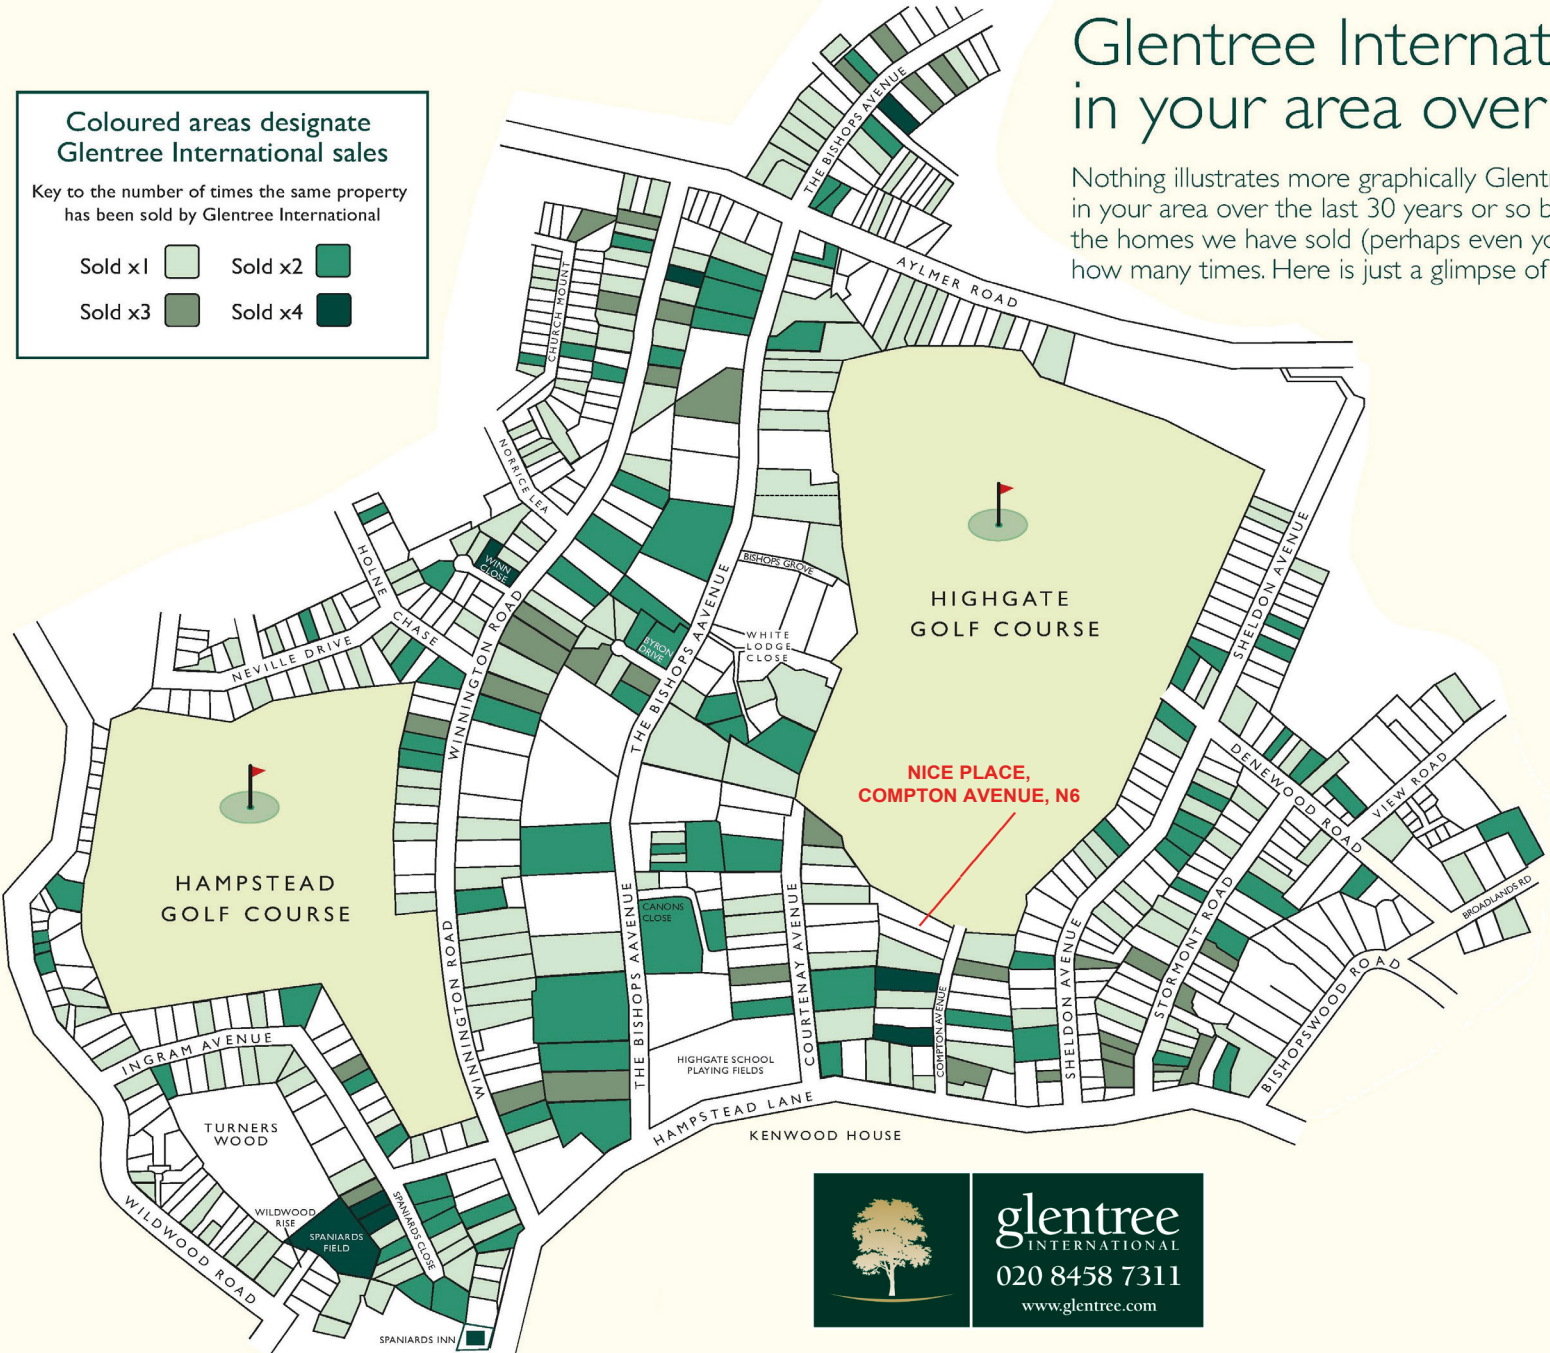 Glentree Internat
in your area over
Nothing illustrates more graphically Glent
in your area over the last 30 years or so b
the homes we have sold (perhaps even yo
how many times. Here is just a glimpse of
Coloured areas designate
Glentree International sales
Key to the number of times the same property
has been sold by Glentree International
Sold x1
Sold x2
Sold x3
Sold x4
THE BISHOPS AVENUE
AYLMER ROAD
CHURCH MOUNT
NORRICE LEA
HOLNE CHASE
WINN
CLOSE
NEVILLE DRIVE
WINNINGTON ROAD
BISHOPS GROVE
THE BISHOPS AAVENUE
BYRON
DRIVE
WHITE
LODGE
CLOSE
HIGHGATE
GOLF COURSE
SHELDON AVENUE
NICE PLACE,
COMPTON AVENUE, N6
DENEWOOD ROAD
VIEW ROAD
BROADLANDS RD
HAMPSTEAD
GOLF COURSE
WINNINGTON ROAD
THE BISHOPS AAVENUE
CANONS
CLOSE
COURTENAY AVENUE
COMPTON AVENUE
SHELDON AVENUE
STORMONT ROAD
BISHOPSWOOD ROAD
INGRAM AVENUE
WINNINGTON
HIGHGATE SCHOOL
PLAYING FIELDS
HAMPSTEAD LANE
KENWOOD HOUSE
TURNERS
WOOD
WILDWOOD
RISE
SPANIARDS
FIELD
SPANIARDS CLOSE
WILDWOOD ROAD
SPANIARDS INN
glentree
INTERNATIONAL
020 8458 7311
www.glentree.com